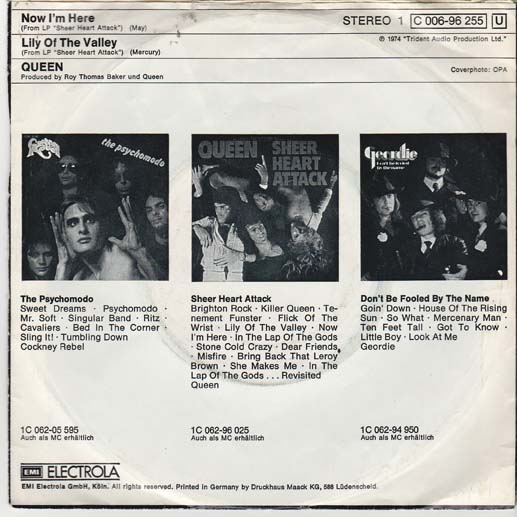 Now I'm Here
(From LP "Sheer Heart Attack") (May)
STEREO 1 C 006-96 255 U
Lily Of The Valley
(From LP "Sheer Heart Attack") (Mercury)
℗ 1974 "Trident Audio Production Ltd."
QUEEN
Produced by Roy Thomas Baker und Queen
Coverphoto: OPA
the psychomodo
QUEEN SHEER
HEART
ATTACK
Geordie
don't be fooled
by the name
The Psychomodo
Sweet Dreams · Psychomodo ·
Mr. Soft · Singular Band · Ritz ·
Cavaliers · Bed In The Corner ·
Sling It! · Tumbling Down
Cockney Rebel
1C 062-05 595
Auch als MC erhältlich
Sheer Heart Attack
Brighton Rock · Killer Queen · Te-
nement Funster · Flick Of The
Wrist · Lily Of The Valley · Now
I'm Here · In The Lap Of The Gods
· Stone Cold Crazy · Dear Friends
· Misfire · Bring Back That Leroy
Brown · She Makes Me · In The
Lap Of The Gods . . . Revisited
Queen
1C 062-96 025
Auch als MC erhältlich
Don't Be Fooled By The Name
Goin' Down · House Of The Rising
Sun · So What · Mercenary Man ·
Ten Feet Tall · Got To Know ·
Little Boy · Look At Me
Geordie
1C 062-94 950
Auch als MC erhältlich
EMI ELECTROLA
EMI Electrola GmbH, Köln. All rights reserved. Printed in Germany by Druckhaus Maack KG, 588 Lüdenscheid.